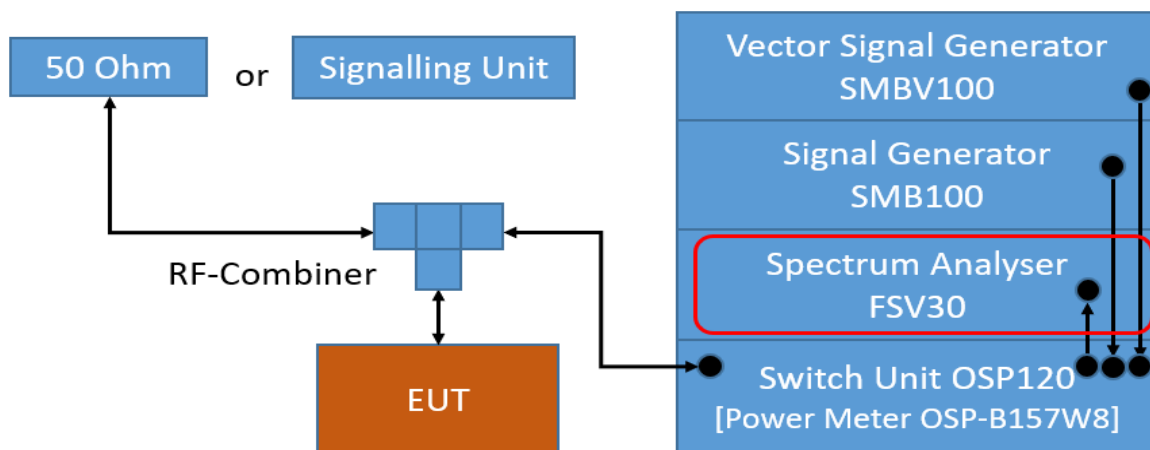 50 Ohm
or
Signalling Unit
RF-Combiner
EUT
Vector Signal Generator
SMBV100
Signal Generator
SMB100
Spectrum Analyser
FSV30
Switch Unit OSP120
[Power Meter OSP-B157W8]